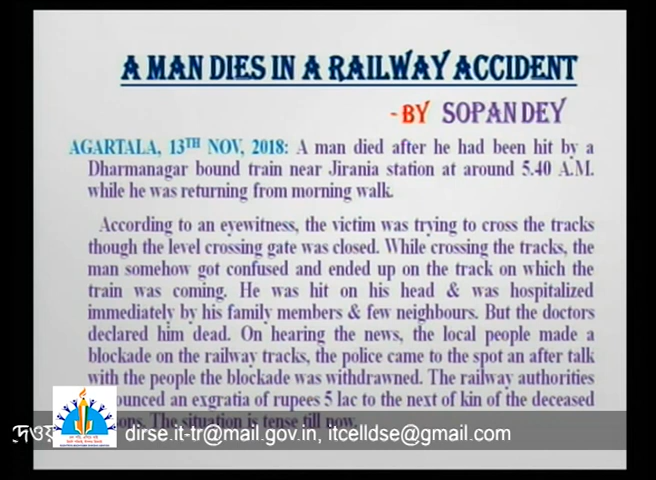 A MAN DIES IN A RAILWAY ACCIDENT
- BY SOPAN DEY
AGARTALA, 13TH NOV, 2018: A man died after he had been hit by a
Dharmanagar bound train near Jirania station at around 5.40 A.M.
while he was returning from morning walk.
According to an eyewitness, the victim was trying to cross the tracks
though the level crossing gate was closed. While crossing the tracks, the
man somehow got confused and ended up on the track on which the
train was coming. He was hit on his head & was hospitalized
immediately by his family members & few neighbours. But the doctors
declared him dead. On hearing the news, the local people made a
blockade on the railway tracks, the police came to the spot an after talk
with the people the blockade was withdrawned. The railway authorities
ounced an exgratia of rupees 5 lac to the next of kin of the deceased
ons. The situation is tense till now.
দেওয় dirse.it-tr@mail.gov.in, itcelldse@gmail.com